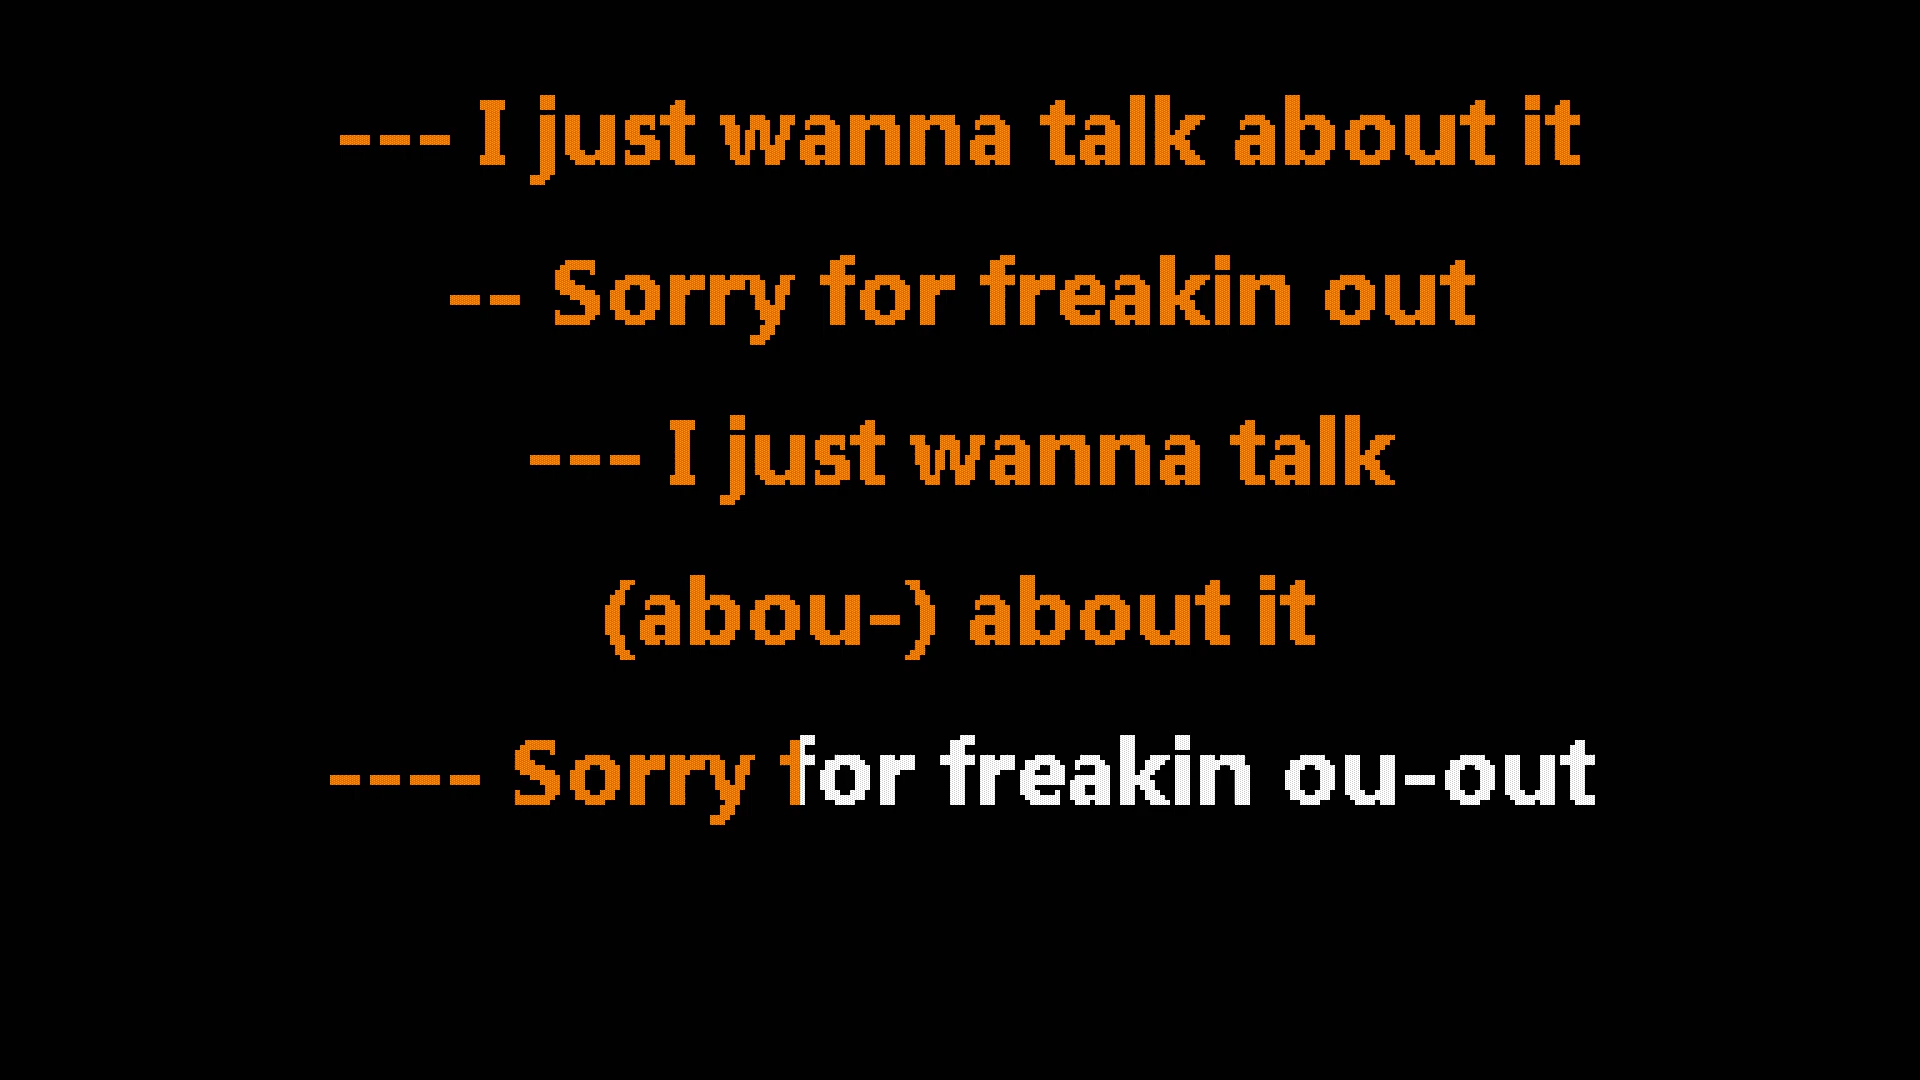 --- I just wanna talk about it
-- Sorry for freakin out
--- I just wanna talk
(abou-) about it
---- Sorry for freakin ou-out